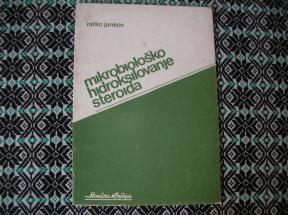 ratko jankov
mikrobiološko
hidroksilovanje
steroida
Naučna knjiga